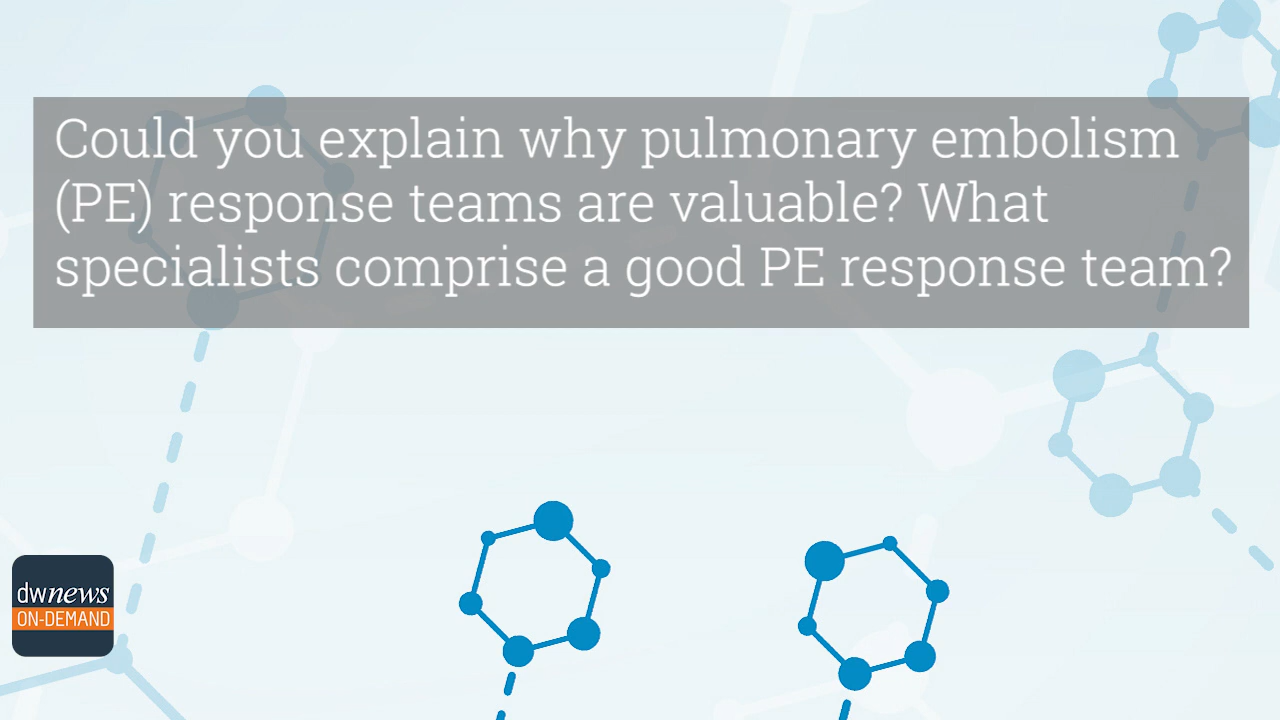 Could you explain why pulmonary embolism
(PE) response teams are valuable? What
specialists comprise a good PE response team?
dwnews
ON-DEMAND